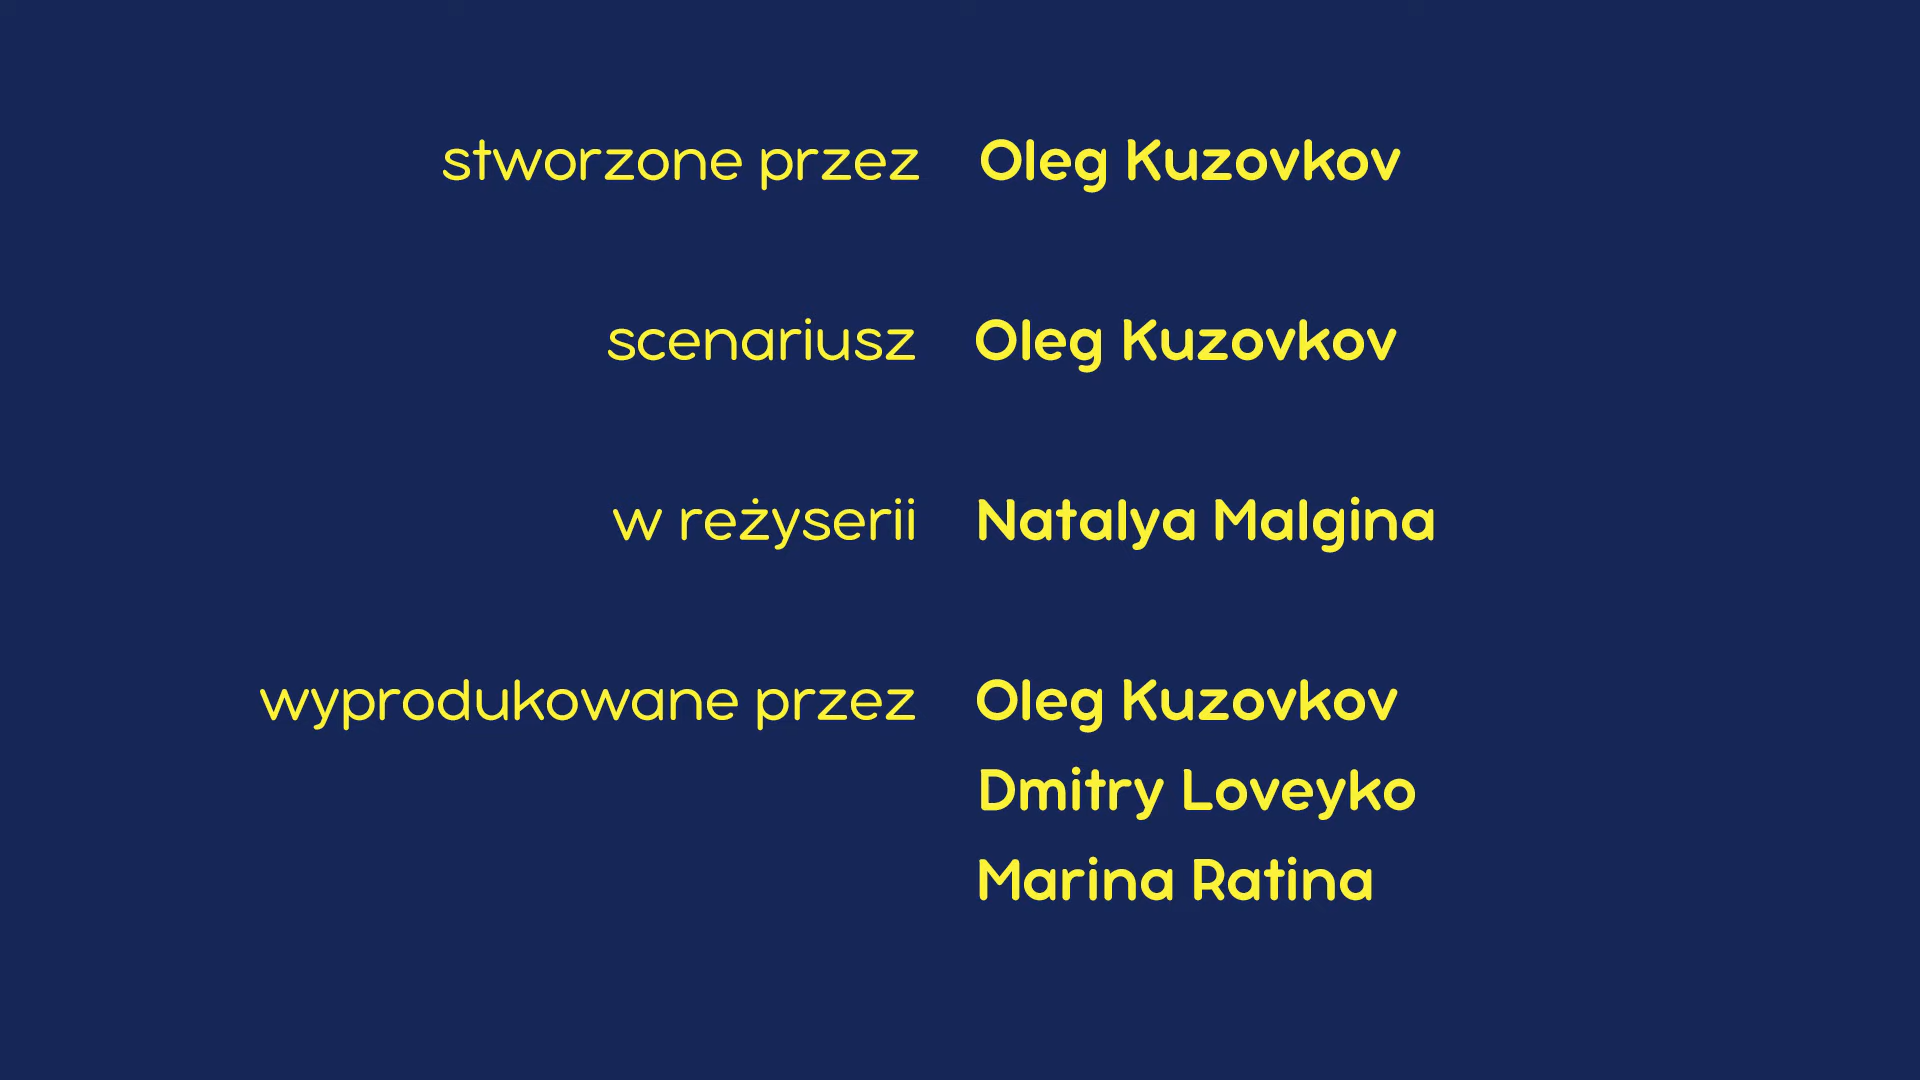 stworzone przez Oleg Kuzovkov
scenariusz Oleg Kuzovkov
w reżyserii Natalya Malgina
wyprodukowane przez Oleg Kuzovkov
Dmitry Loveyko
Marina Ratina